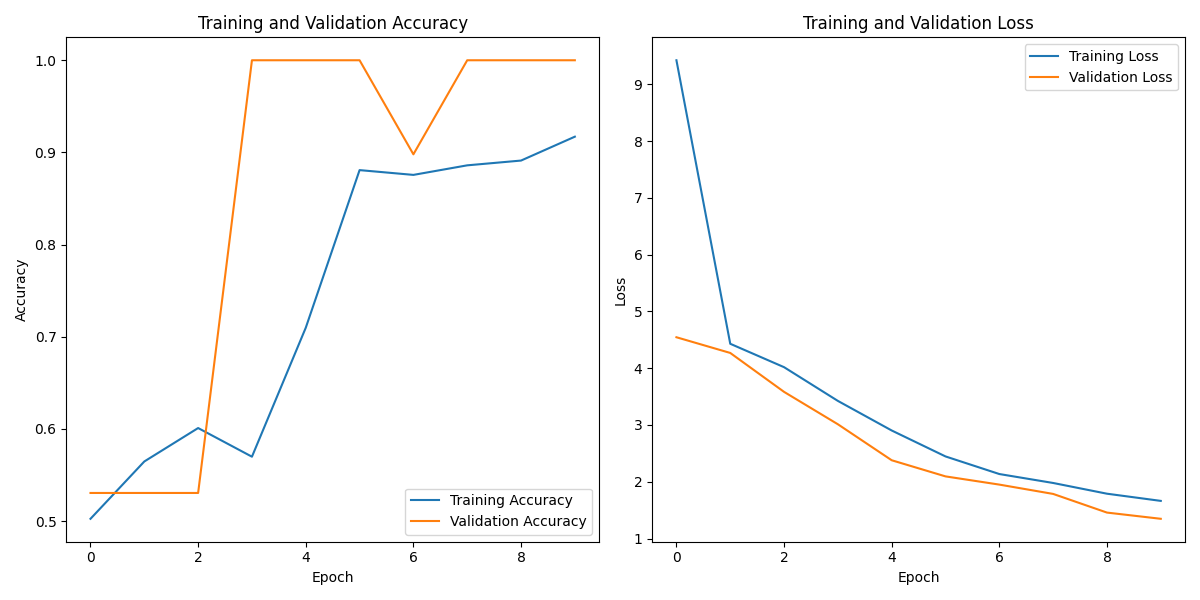 Training and Validation Accuracy
1.0
0.9
0.8
0.7
0.6
0.5
Accuracy
0
2
4
6
8
Epoch
Training Accuracy
Validation Accuracy
Training and Validation Loss
9
8
7
6
5
4
3
2
1
Loss
0
2
4
6
8
Epoch
Training Loss
Validation Loss